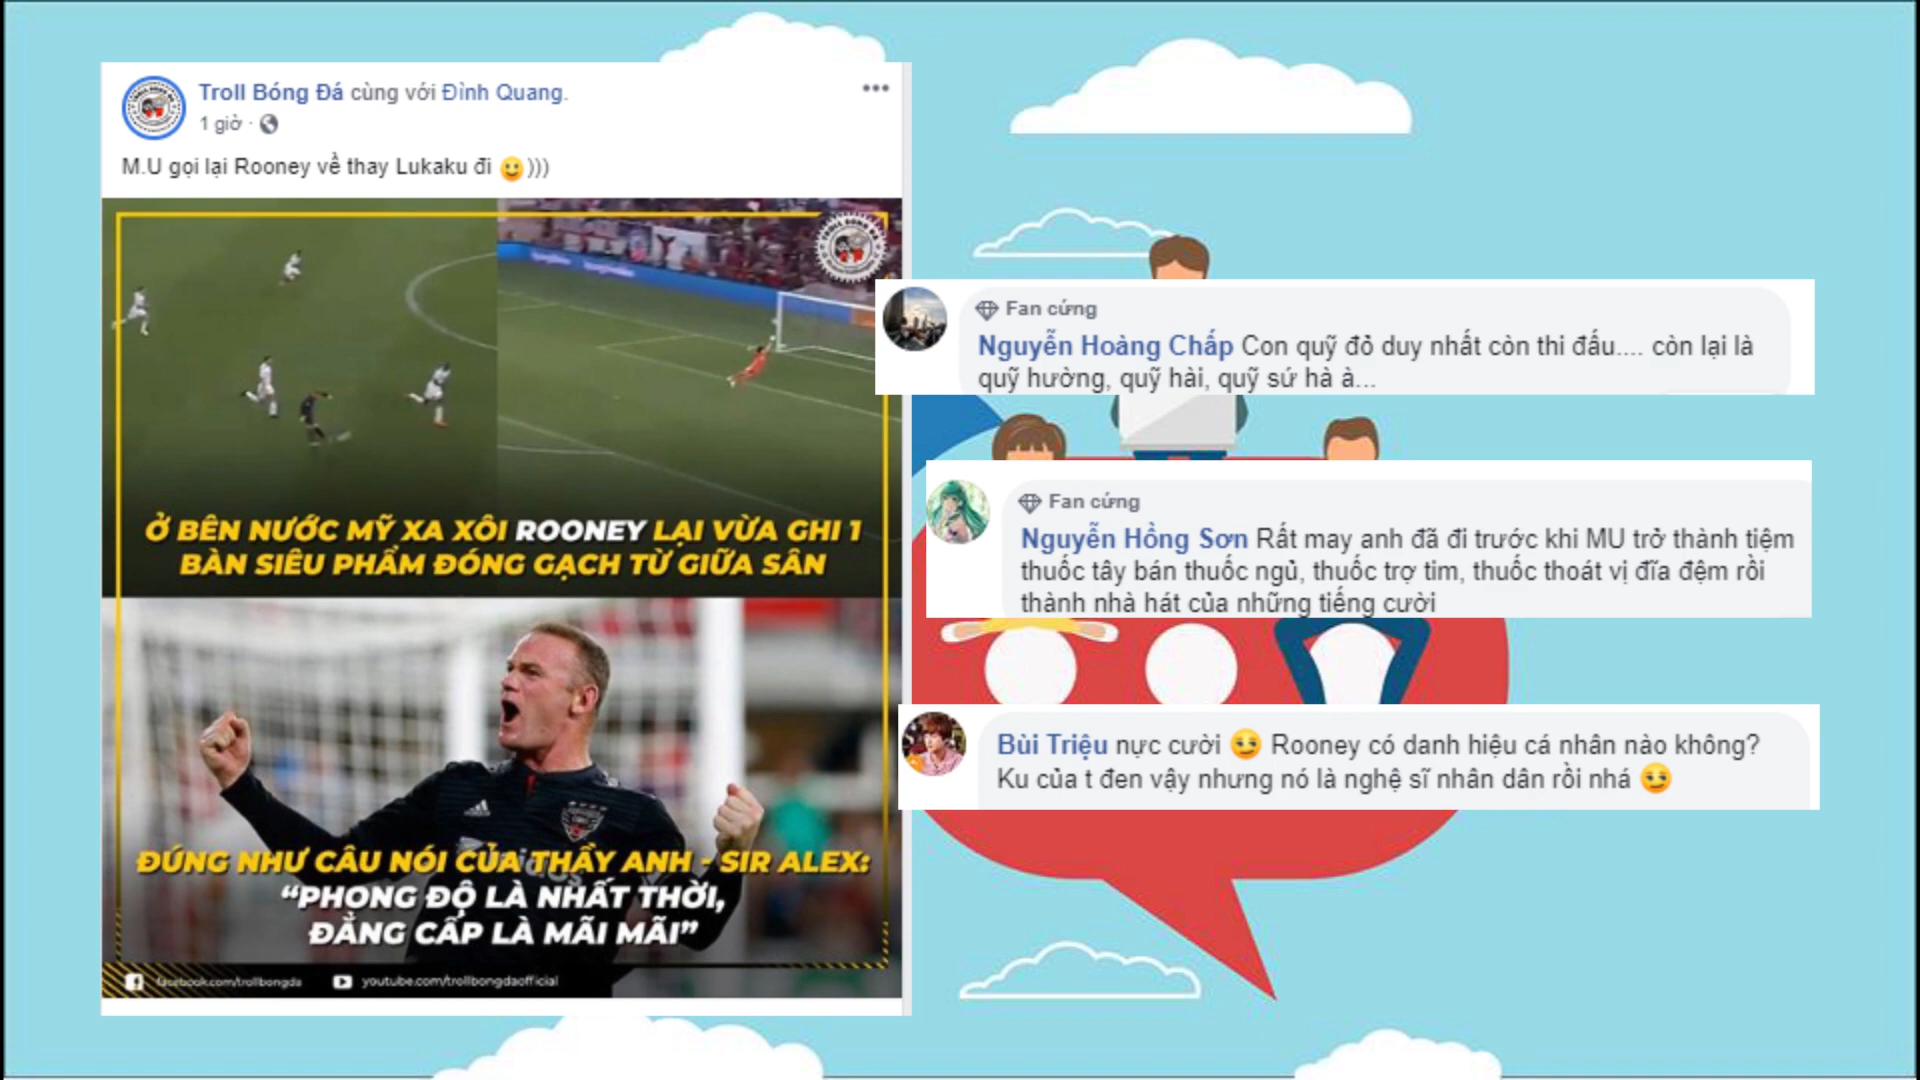 Troll Bóng Đá cùng với Đình Quang.
1 giờ ·
M.U gọi lại Rooney về thay Lukaku đi 🙂)))
TROLL BÓNG ĐÁ
Ở BÊN NƯỚC MỸ XA XÔI ROONEY LẠI VỪA GHI 1
BÀN SIÊU PHẨM ĐÓNG GẠCH TỪ GIỮA SÂN
ĐÚNG NHƯ CÂU NÓI CỦA THẦY ANH - SIR ALEX:
“PHONG ĐỘ LÀ NHẤT THỜI,
ĐẲNG CẤP LÀ MÃI MÃI”
facebook.com/trollbongda youtube.com/trollbongdaofficial
Fan cứng
Nguyễn Hoàng Chấp Con quỹ đỏ duy nhất còn thi đấu.... còn lại là
quỹ hường, quỹ hài, quỹ sứ hà à...
Fan cứng
Nguyễn Hồng Sơn Rất may anh đã đi trước khi MU trở thành tiệm
thuốc tây bán thuốc ngủ, thuốc trợ tim, thuốc thoát vị đĩa đệm rồi
thành nhà hát của những tiếng cười
Bùi Triệu nực cười 😏 Rooney có danh hiệu cá nhân nào không?
Ku của t đen vậy nhưng nó là nghệ sĩ nhân dân rồi nhá 😏